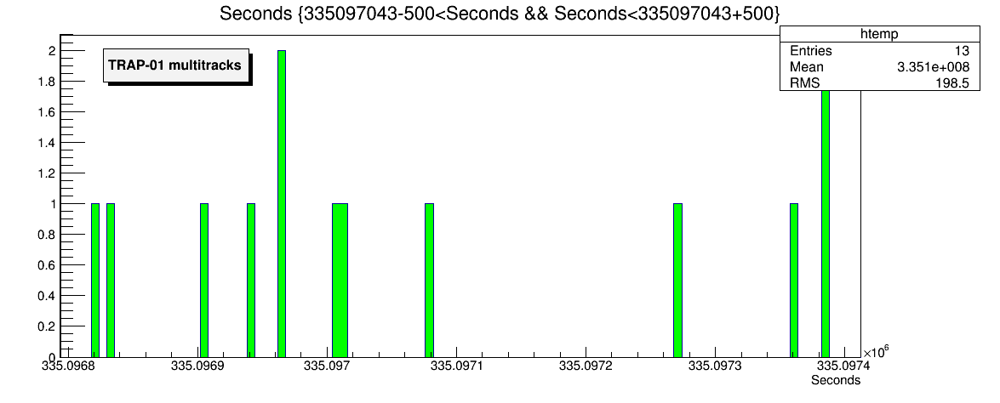 Seconds {335097043-500<Seconds && Seconds<335097043+500}
htemp
Entries 13
Mean 3.351e+008
RMS 198.5
TRAP-01 multitracks
2
1.8
1.6
1.4
1.2
1
0.8
0.6
0.4
0.2
0
335.0968 335.0969 335.097 335.0971 335.0972 335.0973 335.0974
×10⁶
Seconds